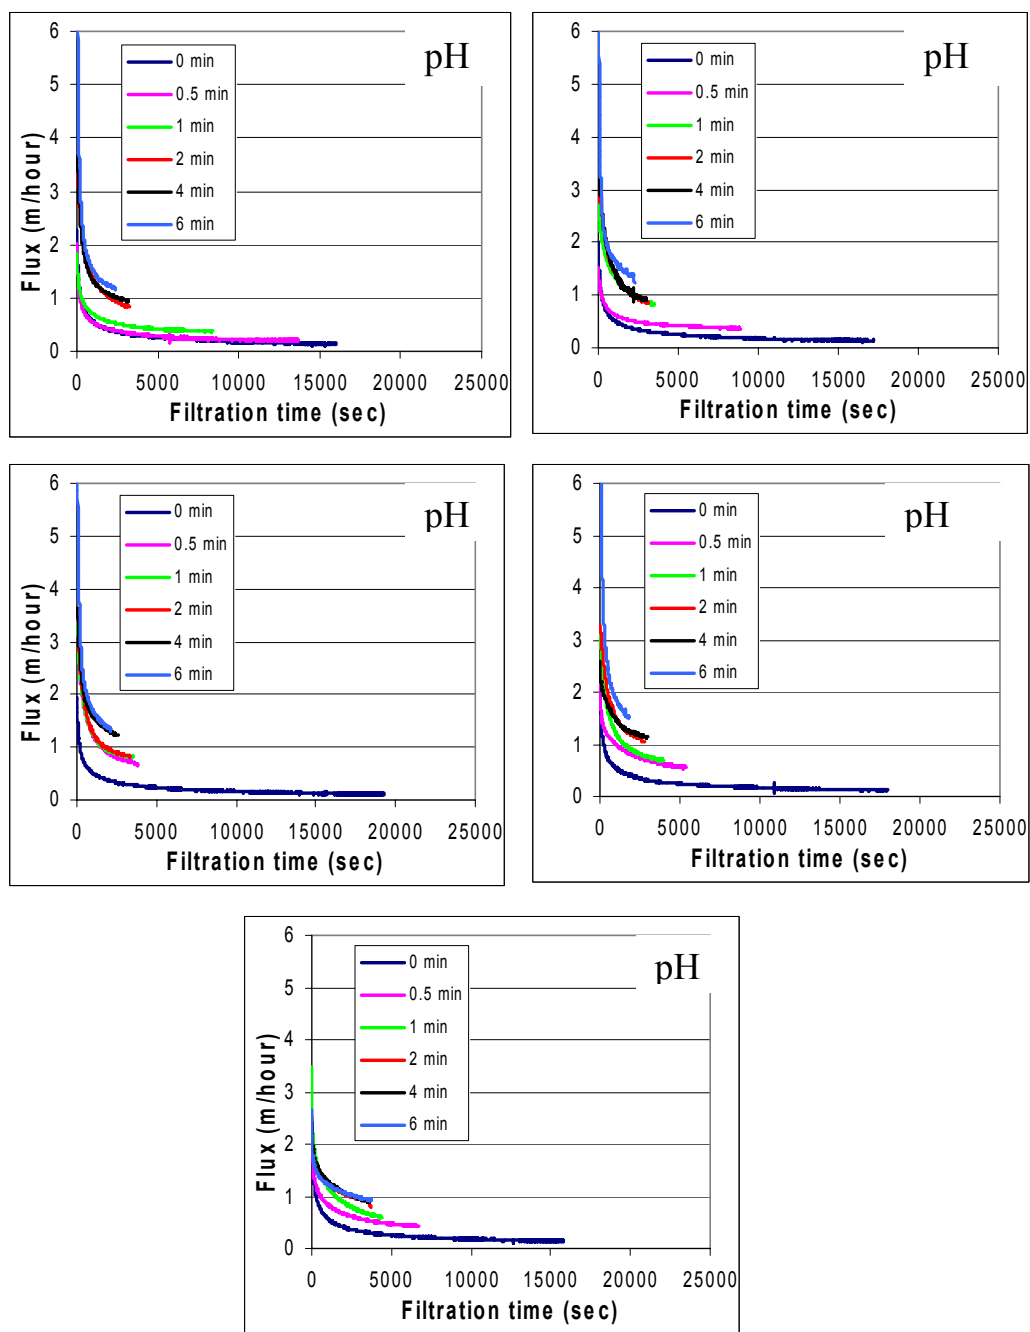 pH
6
5
4
3
2
1
0
Flux (m/hour)
0 min
0.5 min
1 min
2 min
4 min
6 min
0 5000 10000 15000 20000 25000
Filtration time (sec)
pH
6
5
4
3
2
1
0
0 min
0.5 min
1 min
2 min
4 min
6 min
0 5000 10000 15000 20000 25000
Filtration time (sec)
pH
6
5
4
3
2
1
0
Flux (m/hour)
0 min
0.5 min
1 min
2 min
4 min
6 min
0 5000 10000 15000 20000 25000
Filtration time (sec)
pH
6
5
4
3
2
1
0
0 min
0.5 min
1 min
2 min
4 min
6 min
0 5000 10000 15000 20000 25000
Filtration time (sec)
pH
6
5
4
3
2
1
0
Flux (m/hour)
0 min
0.5 min
1 min
2 min
4 min
6 min
0 5000 10000 15000 20000 25000
Filtration time (sec)